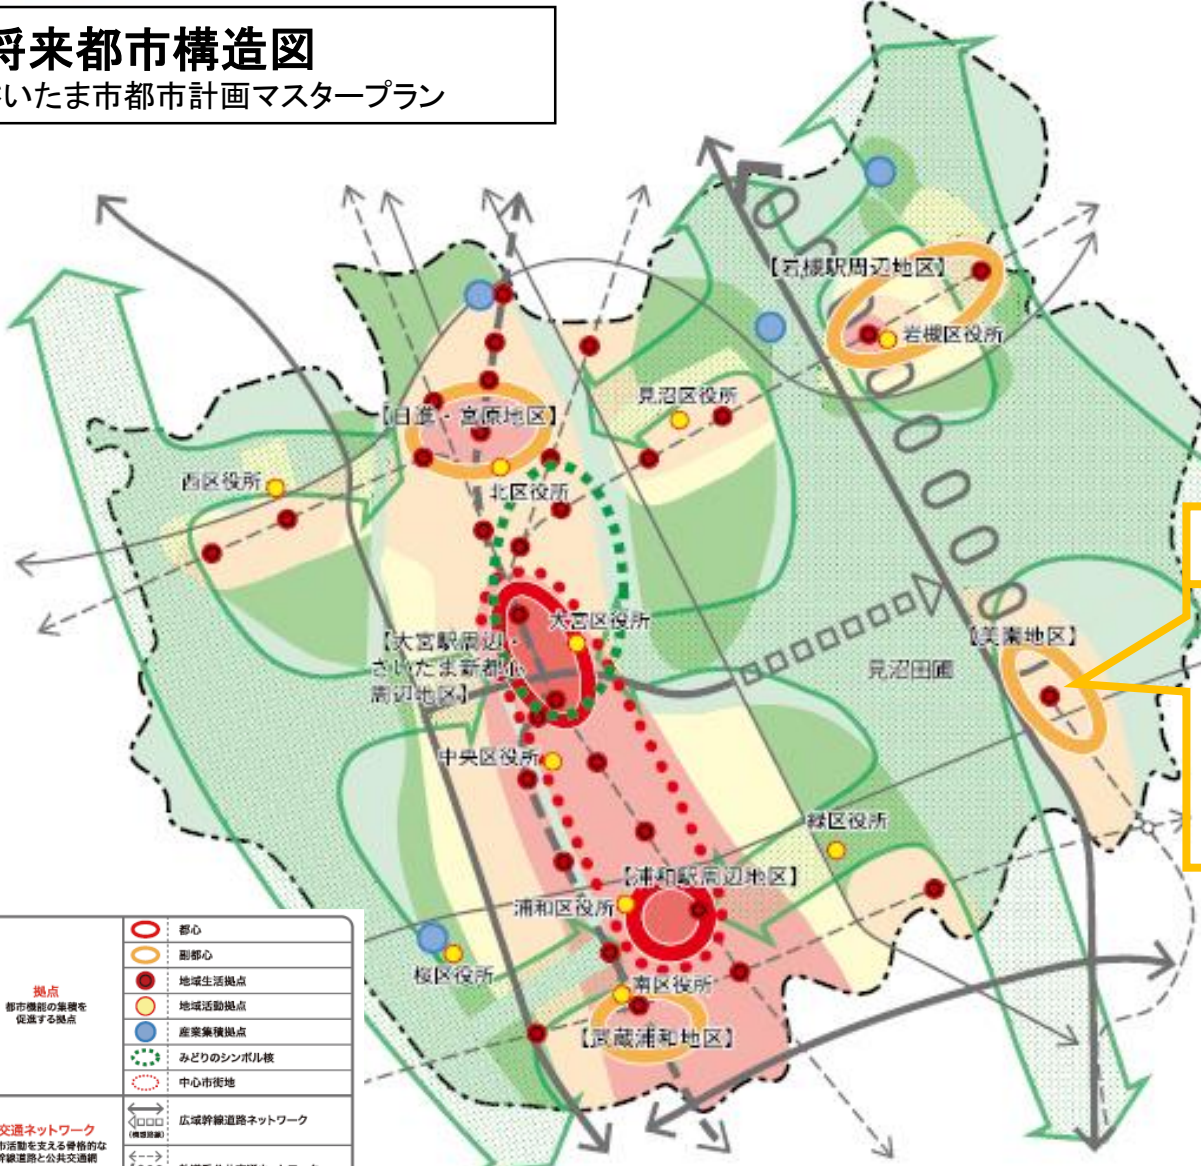 将来都市構造図
さいたま市都市計画マスタープラン
【岩槻駅周辺地区】
岩槻区役所
見沼区役所
【日進・宮原地区】
西区役所
北区役所
大宮区役所
【大宮駅周辺・
さいたま新都心
周辺地区】
【美園地区】
見沼田圃
中央区役所
緑区役所
【浦和駅周辺地区】
浦和区役所
桜区役所
南区役所
【武蔵浦和地区】
拠点
都市機能の集積を
促進する拠点
都心
副都心
地域生活拠点
地域活動拠点
産業集積拠点
みどりのシンボル核
中心市街地
交通ネットワーク
市活動を支える骨格的な
幹線道路と公共交通網
広域幹線道路ネットワーク
(構想路線)